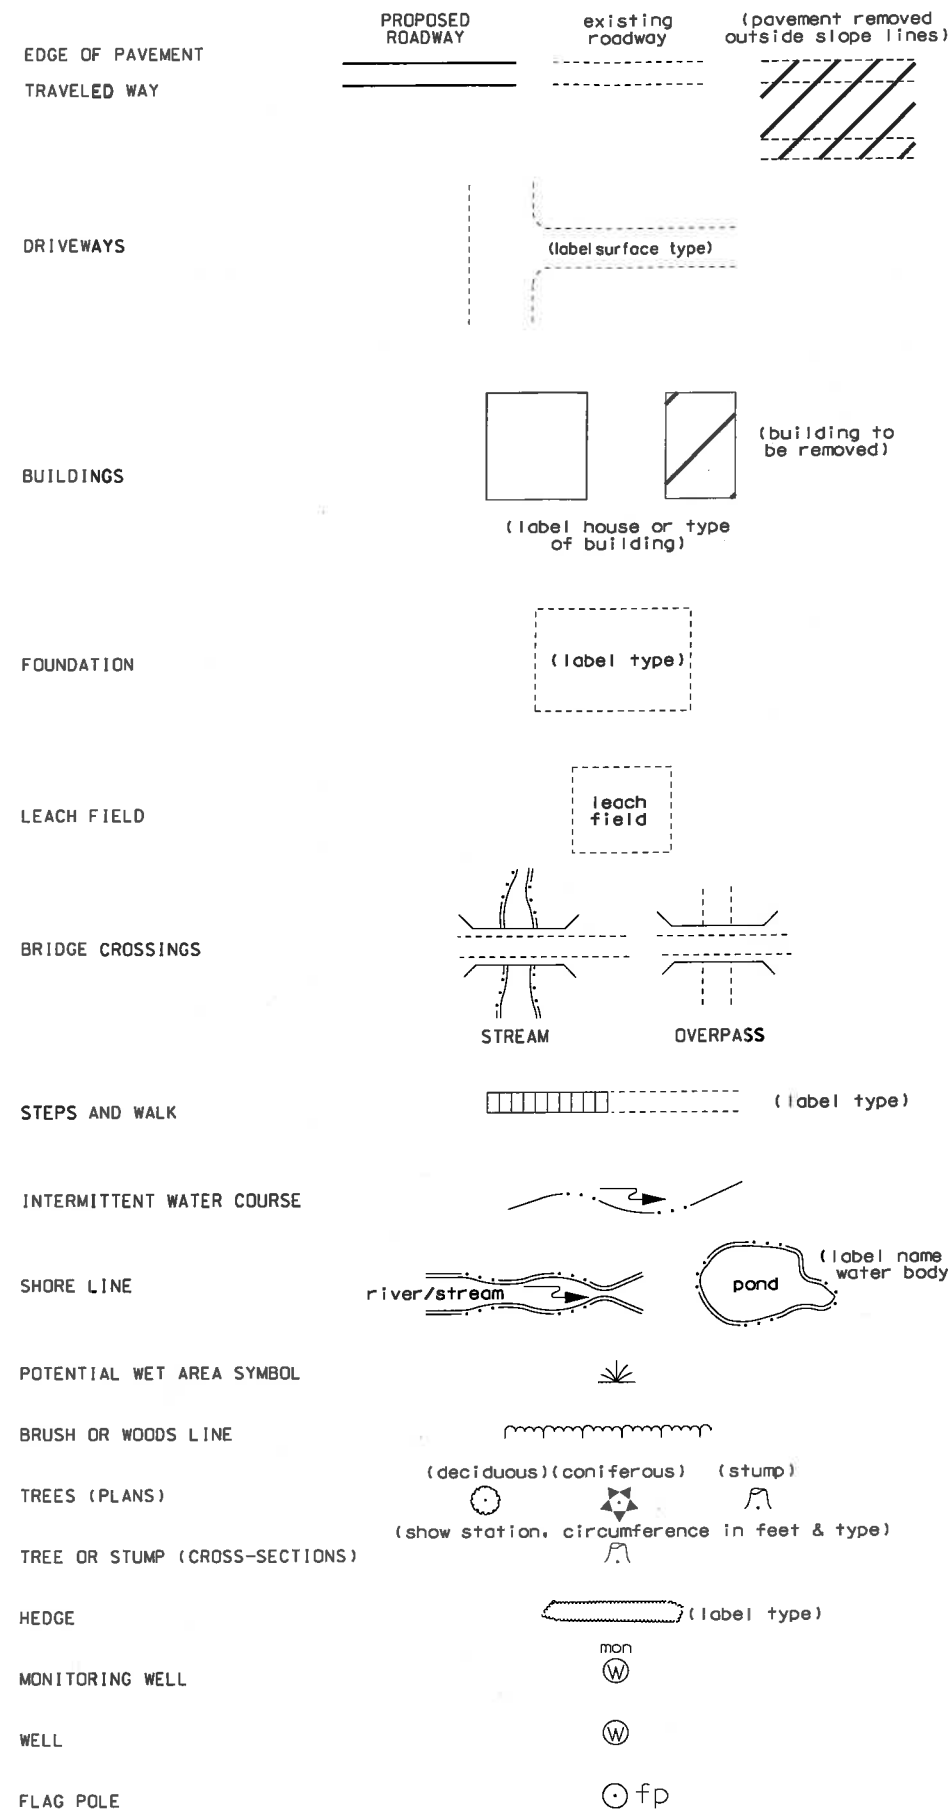 PROPOSED existing (pavement removed
ROADWAY roadway outside slope lines)
EDGE OF PAVEMENT
TRAVELED WAY
DRIVEWAYS
(label surface type)
(building to
be removed)
BUILDINGS
(label house or type
of building)
FOUNDATION
(label type)
LEACH FIELD
leach
field
BRIDGE CROSSINGS
STREAM OVERPASS
STEPS AND WALK
(label type)
INTERMITTENT WATER COURSE
SHORE LINE
river/stream
pond
(label name
water body
POTENTIAL WET AREA SYMBOL
BRUSH OR WOODS LINE
(deciduous) (coniferous) (stump)
TREES (PLANS)
(show station, circumference in feet & type)
TREE OR STUMP (CROSS-SECTIONS)
HEDGE
(label type)
mon
MONITORING WELL W
WELL W
FLAG POLE fp